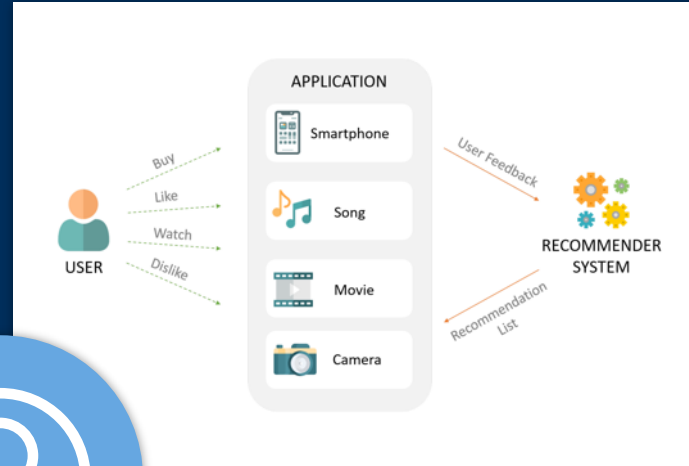 APPLICATION
Smartphone
Buy
User Feedback
Like
Song
Watch
USER
Dislike
RECOMMENDER
SYSTEM
Movie
Recommendation
List
Camera